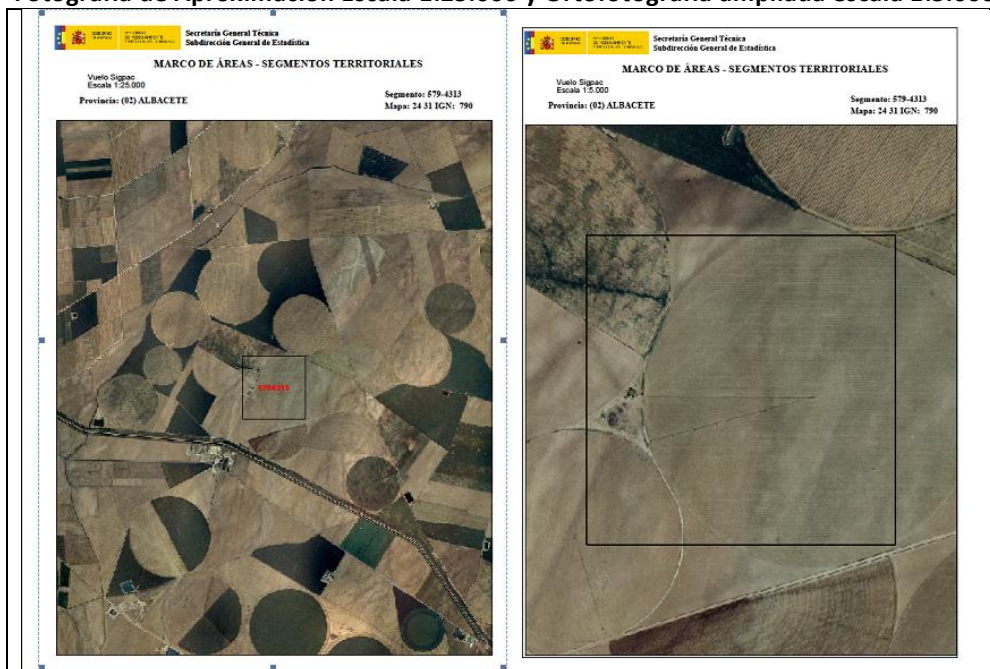 Fotografía de Aproximación Escala 1:25.000 y Ortofotografía ampliada Escala 1:5.000
Secretaría General Técnica
Subdirección General de Estadística
MARCO DE ÁREAS - SEGMENTOS TERRITORIALES
Vuelo Sigpac
Escala 1:25.000
Provincia: (02) ALBACETE
Segmento: 579-4313
Mapa: 24 31 IGN: 790
5794313
Secretaría General Técnica
Subdirección General de Estadística
MARCO DE ÁREAS - SEGMENTOS TERRITORIALES
Vuelo Sigpac
Escala 1:5.000
Provincia: (02) ALBACETE
Segmento: 579-4313
Mapa: 24 31 IGN: 790